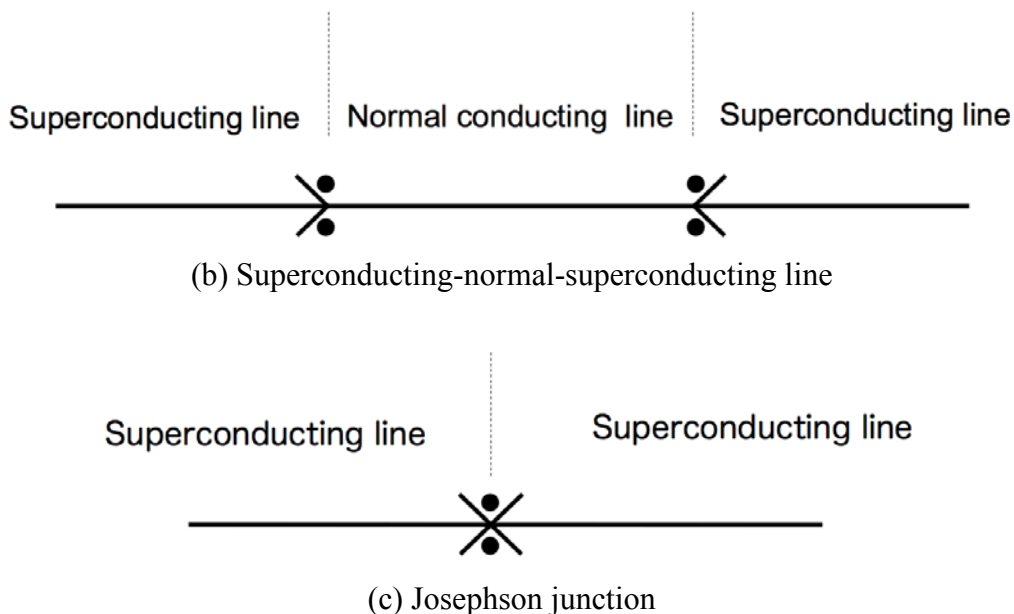 Superconducting line Normal conducting line Superconducting line
(b) Superconducting-normal-superconducting line
Superconducting line Superconducting line
(c) Josephson junction